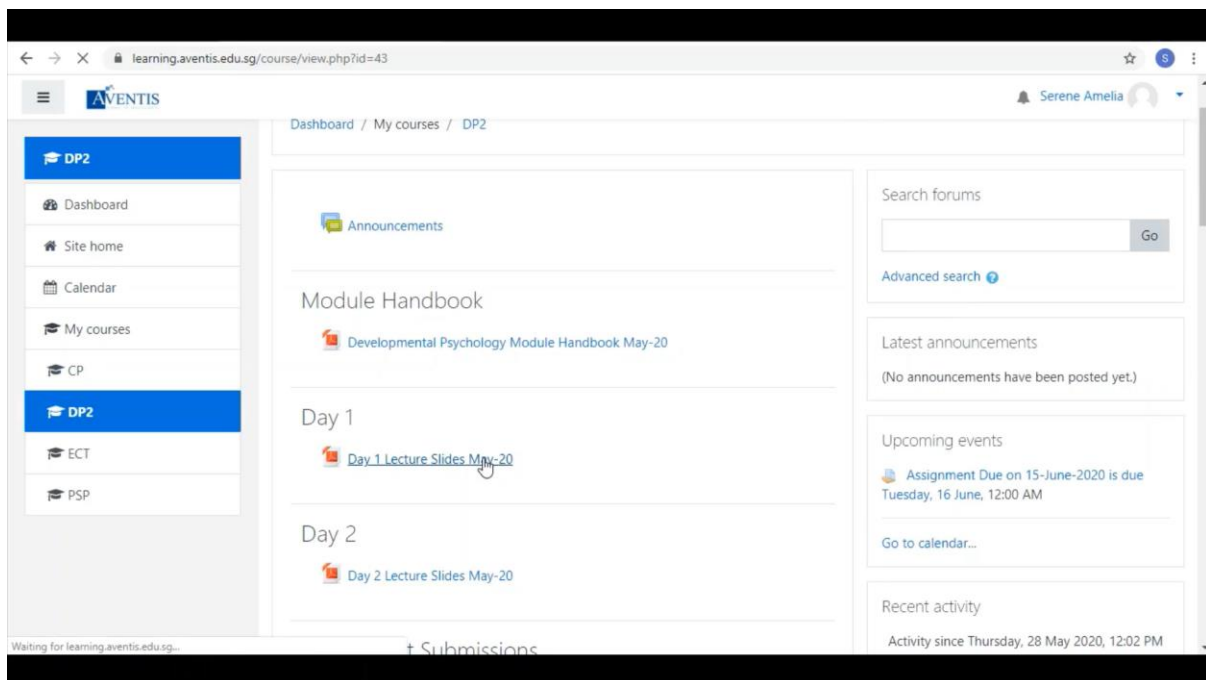 learning.aventis.edu.sg/course/view.php?id=43
S
AVENTIS
Serene Amelia
Dashboard / My courses / DP2
DP2
Dashboard
Site home
Calendar
My courses
CP
DP2
ECT
PSP
Announcements
Module Handbook
Developmental Psychology Module Handbook May-20
Day 1
Day 1 Lecture Slides May-20
Day 2
Day 2 Lecture Slides May-20
t Submissions
Search forums
Go
Advanced search
Latest announcements
(No announcements have been posted yet.)
Upcoming events
Assignment Due on 15-June-2020 is due
Tuesday, 16 June, 12:00 AM
Go to calendar...
Recent activity
Activity since Thursday, 28 May 2020, 12:02 PM
Waiting for learning.aventis.edu.sg...